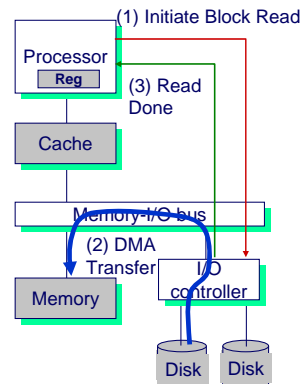 (1) Initiate Block Read
Processor
Reg
(3) Read
Done
Cache
Memory-I/O bus
(2) DMA
Transfer
I/O
controller
Memory
Disk
Disk